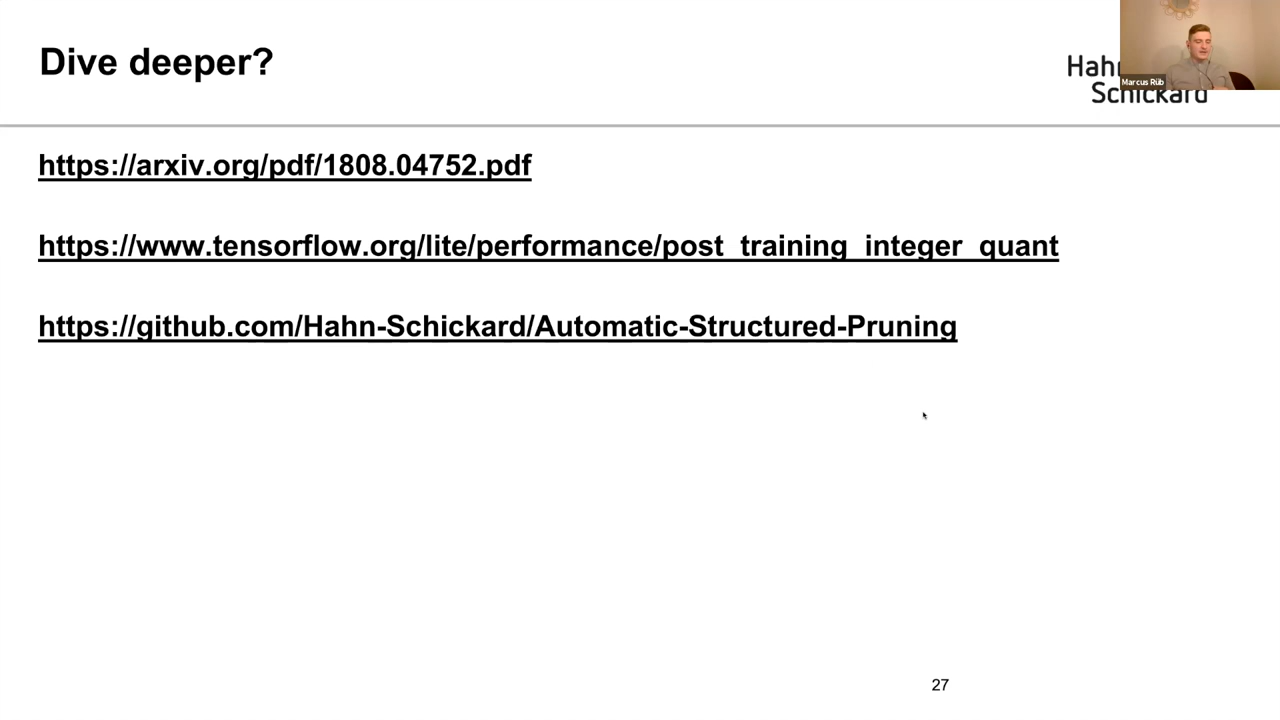 Dive deeper?
Hahn
Schickard
Marcus Rüb
https://arxiv.org/pdf/1808.04752.pdf
https://www.tensorflow.org/lite/performance/post_training_integer_quant
https://github.com/Hahn-Schickard/Automatic-Structured-Pruning
27